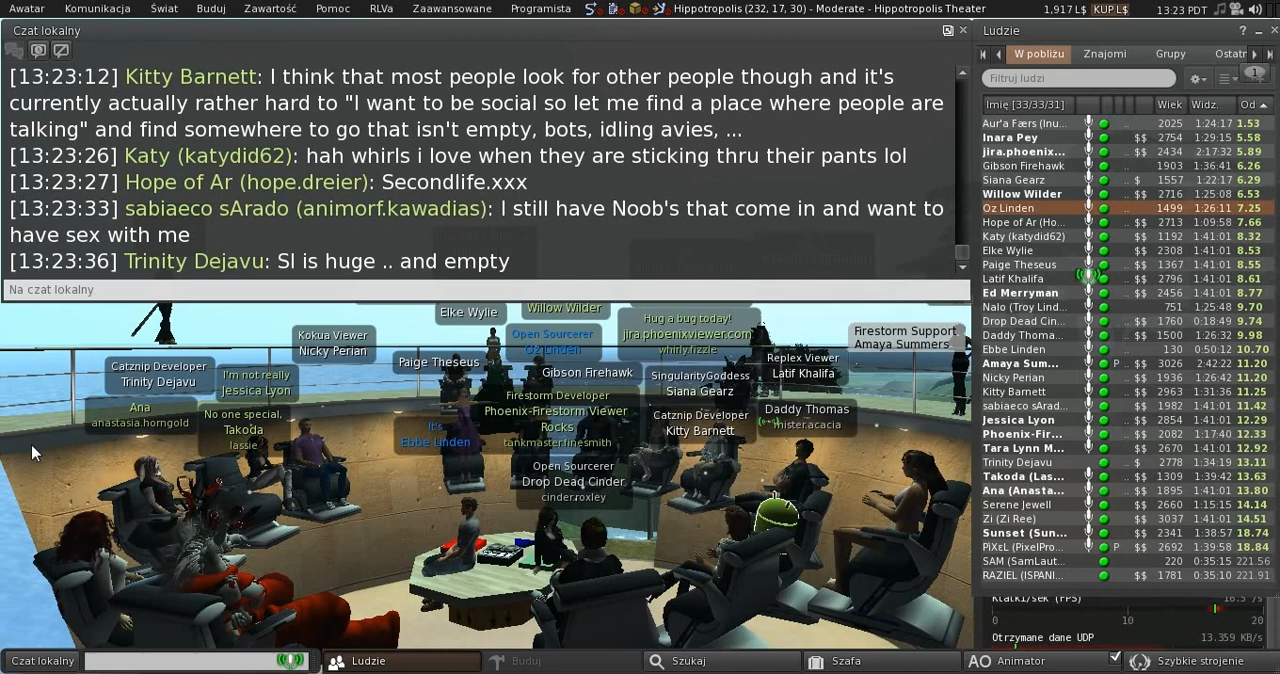 Awatar Komunikacja Świat Buduj Zawartość Pomoc RLVa Zaawansowane Programista Hippotropolis (232, 17, 30) - Moderate - Hippotropolis Theater 1,917 L$ KUP L$ 13:23 PDT
Czat lokalny
[13:23:12] Kitty Barnett: I think that most people look for other people though and it's
currently actually rather hard to "I want to be social so let me find a place where people are
talking" and find somewhere to go that isn't empty, bots, idling avies, ...
[13:23:26] Katy (katydid62): hah whirls i love when they are sticking thru their pants lol
[13:23:27] Hope of Ar (hope.dreier): Secondlife.xxx
[13:23:33] sabiaeco sArado (animorf.kawadias): I still have Noob's that come in and want to
have sex with me
[13:23:36] Trinity Dejavu: Sl is huge .. and empty
Na czat lokalny
Elke Wylie
Willow Wilder
Kokua Viewer
Nicky Perian
Open Sourcerer
Oz Linden
Hug a bug today!
jira.phoenixviewer.com
whirly.fizzle
Firestorm Support
Amaya Summers
Catznip Developer
Trinity Dejavu
I'm not really
Jessica Lyon
Paige Theseus
Gibson Firehawk
SingularityGoddess
Siana Gearz
Replex Viewer
Latif Khalifa
Ana
anastasia.horngold
No one special,
Takoda
lassie
It's
Ebbe Linden
Firestorm Developer
Phoenix-Firestorm Viewer
Rocks
tankmaster.finesmith
Catznip Developer
Kitty Barnett
Daddy Thomas
mister.acacia
Open Sourcerer
Drop Dead Cinder
cinder.roxley
Ludzie
W pobliżu Znajomi Grupy Ostatn
Filtruj ludzi
1
Imię [33/33/31] Wiek Widz. Od
Aur'a Færs (Inu... .. 2025 1:24:17 1.53
Inara Pey $$ 2754 1:29:15 5.58
jira.phoenix... .. $$ 2434 2:17:32 5.89
Gibson Firehawk 1903 1:36:41 6.26
Siana Gearz $ 1557 1:22:17 6.29
Willow Wilder $$ 2716 1:25:08 6.53
Oz Linden .. 1499 1:26:11 7.25
Hope of Ar (Ho... $$ 2713 1:09:58 7.66
Katy (katydid62) $$ 1192 1:41:01 8.32
Elke Wylie $$ 2308 1:41:01 8.53
Paige Theseus $$ 1367 1:41:01 8.55
Latif Khalifa .. $$ 2796 1:41:01 8.61
Ed Merryman .. $$ 2456 1:41:01 8.77
Nalo (Troy Lind... 751 1:25:48 9.70
Drop Dead Cin... .. $$ 1760 0:18:49 9.74
Daddy Thoma... .. $$ 1500 1:26:32 9.98
Ebbe Linden .. 130 0:50:12 10.70
Amaya Sum... P .. $$ 3026 2:42:22 11.20
Nicky Perian .. $$ 1936 1:26:42 11.20
Kitty Barnett .. $$ 2963 1:31:36 11.25
sabiaeco sArad... .. $$ 1982 1:41:01 11.42
Jessica Lyon .. $$ 2854 1:41:01 12.29
Phoenix-Fir... .. $$ 2082 1:17:40 12.33
Tara Lynn M... .. $$ 2670 1:41:01 12.92
Trinity Dejavu .. $ 2778 1:34:19 13.11
Takoda (Las... .. $$ 1309 1:39:42 13.63
Ana (Anasta... .. $$ 1895 1:41:01 13.80
Serene Jewell $$ 2660 1:15:15 14.14
Zi (Zi Ree) .. $$ 3037 1:41:01 14.51
Sunset (Sun... .. $$ 2341 1:38:57 18.74
PiXεL (PixelPro... P $$ 2692 1:39:58 18.84
SAM (SamLaut... 220 0:35:15 221.56
RAZIEL (ISPANI... $$ 1781 0:35:10 221.91
Klatki/sek (FPS) 16.5 /s
0 10 20
Otrzymane dane UDP 13.359 KB/s
Czat lokalny Ludzie Buduj Szukaj Szafa AO Animator Szybkie strojenie